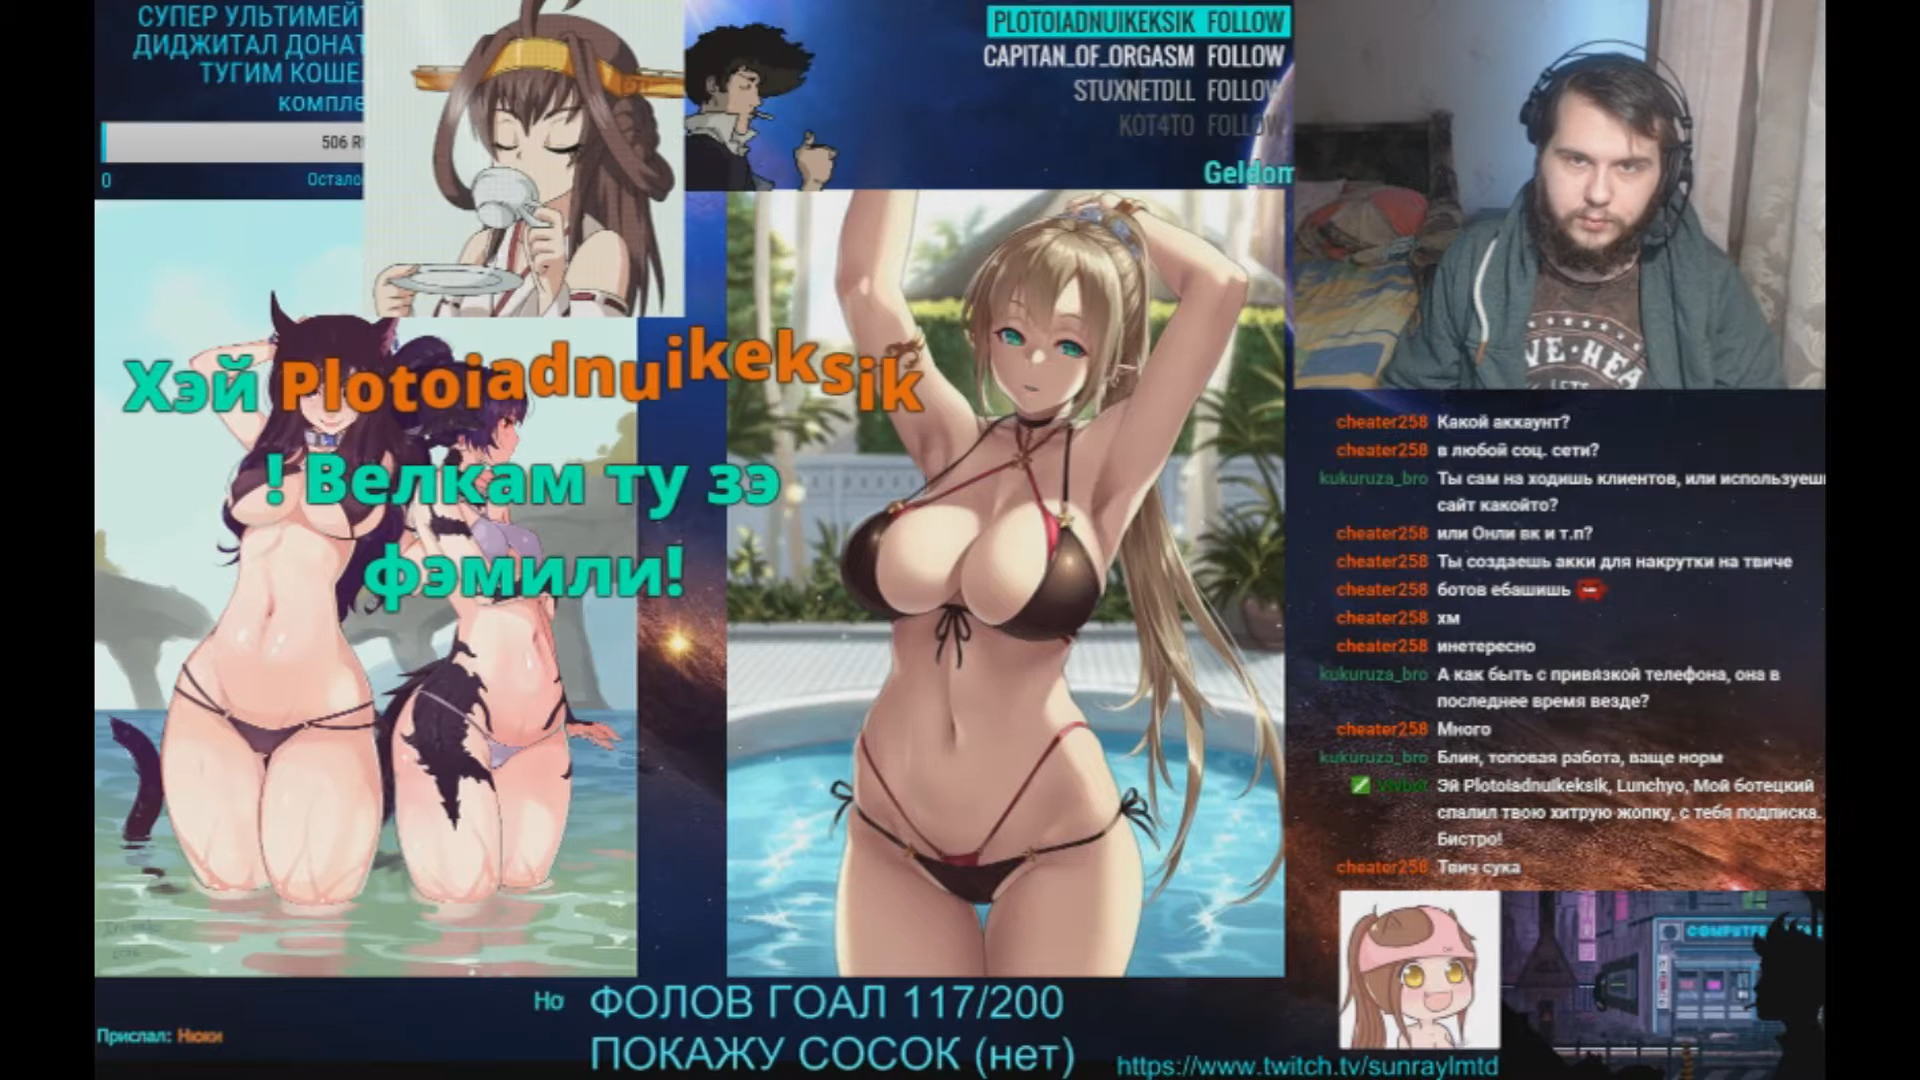 СУПЕР УЛЬТИМЕЙТ
ДИДЖИТАЛ ДОНАТ
ТУГИМ КОШЕ
компле
506 R
0
Остало
PLOTOIADNUIKEKSIK FOLLOW
CAPITAN_OF_ORGASM FOLLOW
STUXNETDLL FOLLOW
KOT4TO FOLLOW
Geldom
Хэй Plotoiadnuikeksik
! Велкам ту зэ
фэмили!
cheater258 Какой аккаунт?
cheater258 в любой соц. сети?
kukuruza_bro Ты сам на ходишь клиентов, или используеш
сайт какойто?
cheater258 или Онли вк и т.п?
cheater258 Ты создаешь акки для накрутки на твиче
cheater258 ботов ебашишь
cheater258 хм
cheater258 инетересно
kukuruza_bro А как быть с привязкой телефона, она в
последнее время везде?
cheater258 Много
kukuruza_bro Блин, топовая работа, ваще норм
Эй Plotoiadnuikeksik, Lunchyo, Мой ботецкий
спалил твою хитрую жопку, с тебя подписка.
Бистро!
cheater258 Твич сука
COMPUTER
Но
ФОЛОВ ГОАЛ 117/200
ПОКАЖУ СОСОК (нет)
Прислал: Нюки
https://www.twitch.tv/sunraylmtd